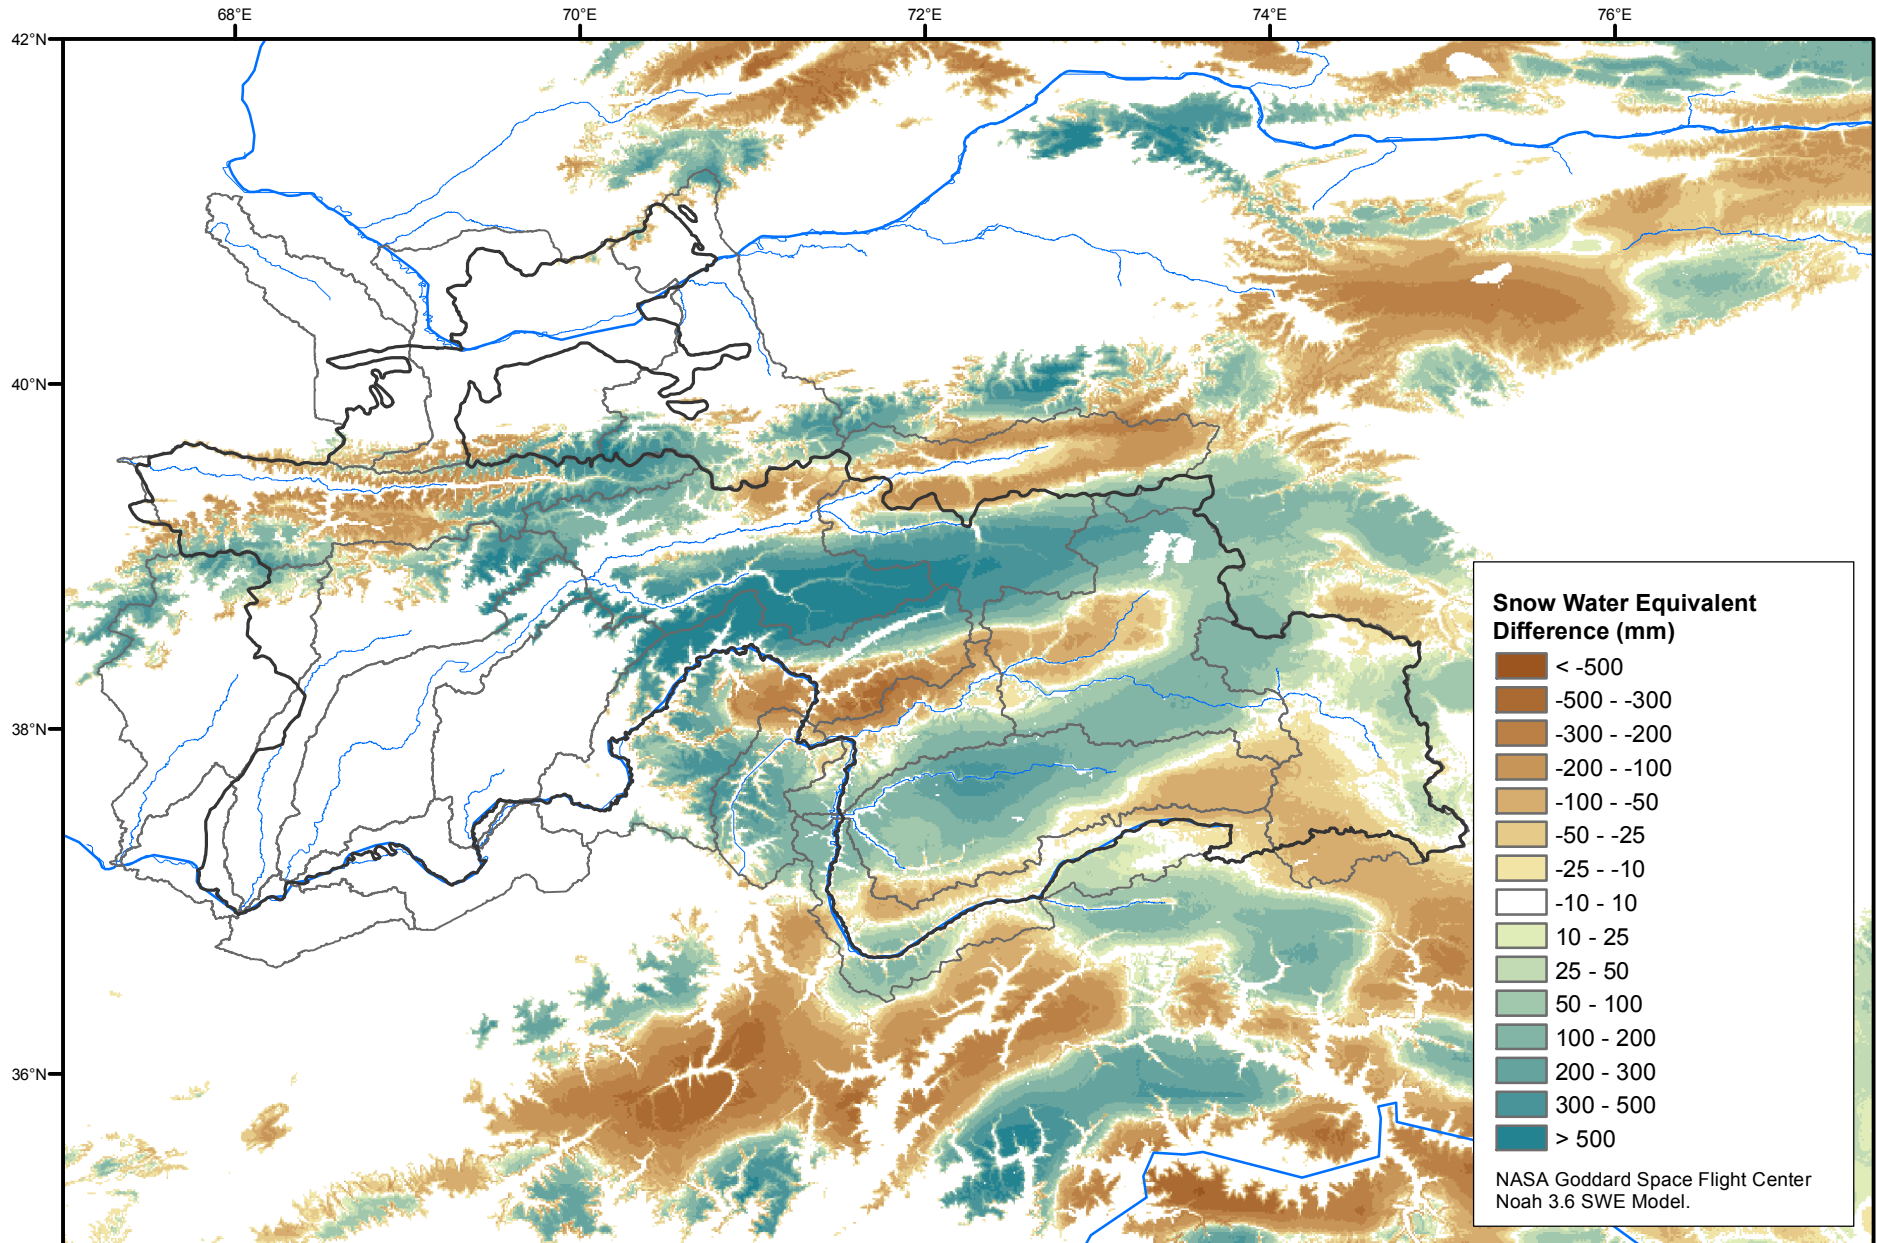 68°E
70°E
72°E
74°E
76°E
42°N
40°N
38°N
36°N
Snow Water Equivalent
Difference (mm)
< -500
-500 - -300
-300 - -200
-200 - -100
-100 - -50
-50 - -25
-25 - -10
-10 - 10
10 - 25
25 - 50
50 - 100
100 - 200
200 - 300
300 - 500
> 500
NASA Goddard Space Flight Center
Noah 3.6 SWE Model.